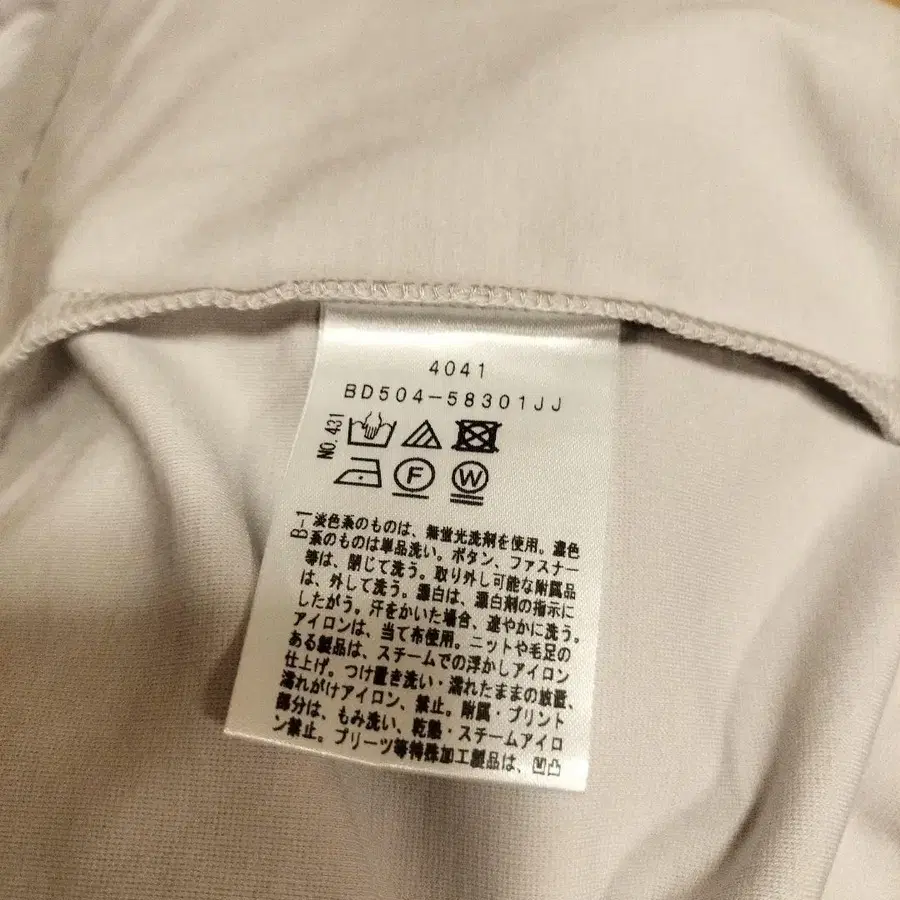 4041
BD504-58301JJ
NO.431
F
W
B-1
淡色系のものは、無蛍光洗剤を使用。濃色
系のものは単品洗い。ボタン、ファスナー
等は、閉じて洗う。取り外し可能な附属品
は、外して洗う。漂白は、漂白剤の指示に
したがう。汗をかいた場合、速やかに洗う。
アイロンは、当て布使用。ニットや毛足の
ある製品は、スチームでの浮かしアイロン
仕上げ。つけ置き洗い・濡れたままの放置、
濡れがけアイロン、禁止。附属・プリント
部分は、もみ洗い、乾熱・スチームアイロ
ン禁止。プリーツ等特殊加工製品は、